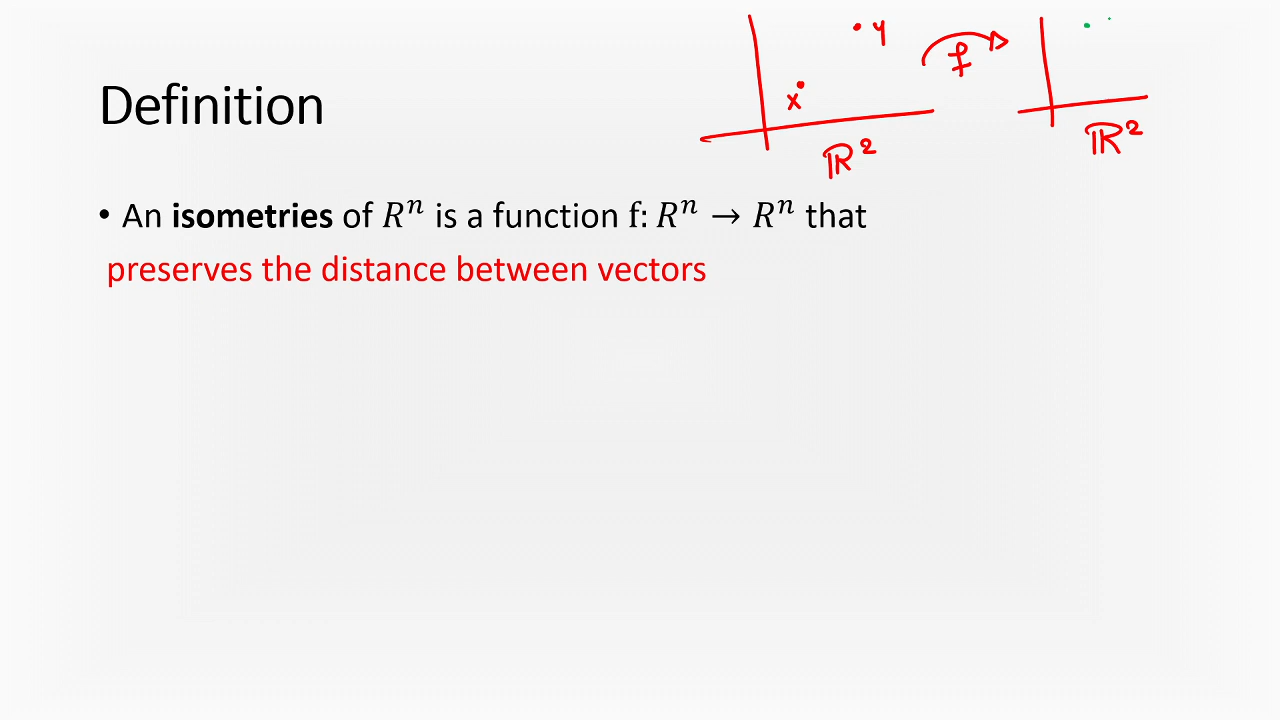 y
f
x
ℝ²
ℝ²
Definition
• An isometries of 𝑅ⁿ is a function f: 𝑅ⁿ → 𝑅ⁿ that
preserves the distance between vectors